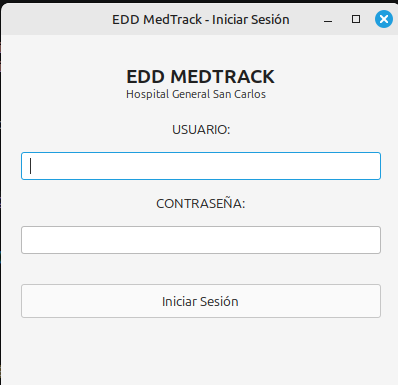 EDD MedTrack - Iniciar Sesión
EDD MEDTRACK
Hospital General San Carlos
USUARIO:
CONTRASEÑA:
Iniciar Sesión